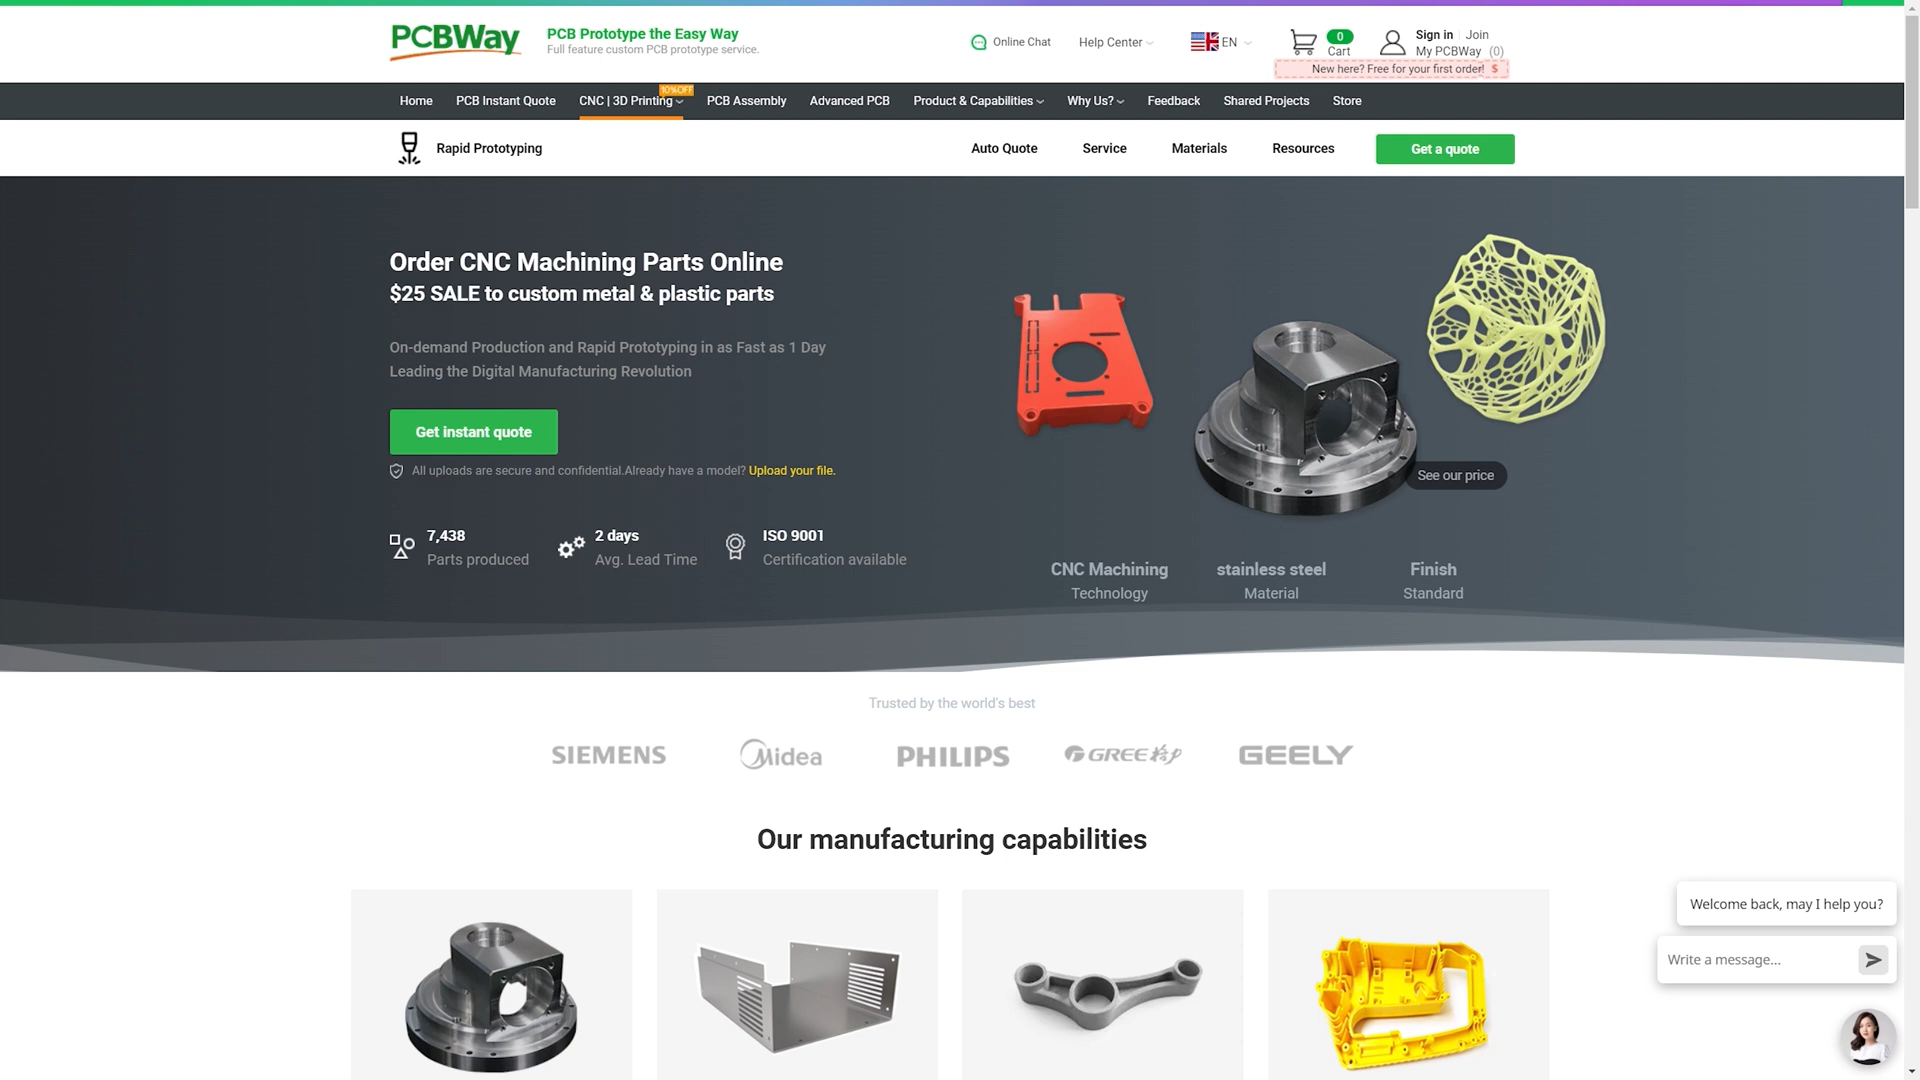 PCBWay
PCB Prototype the Easy Way
Full feature custom PCB prototype service.
Online Chat
Help Center
EN
0
Cart
Sign in
Join
My PCBWay (0)
New here? Free for your first order! $
Home
PCB Instant Quote
CNC | 3D Printing
10%OFF
PCB Assembly
Advanced PCB
Product & Capabilities
Why Us?
Feedback
Shared Projects
Store
Rapid Prototyping
Auto Quote
Service
Materials
Resources
Get a quote
Order CNC Machining Parts Online
$25 SALE to custom metal & plastic parts
On-demand Production and Rapid Prototyping in as Fast as 1 Day
Leading the Digital Manufacturing Revolution
Get instant quote
All uploads are secure and confidential.Already have a model? Upload your file.
7,438
Parts produced
2 days
Avg. Lead Time
ISO 9001
Certification available
See our price
CNC Machining
Technology
stainless steel
Material
Finish
Standard
Trusted by the world's best
SIEMENS
Midea
PHILIPS
GREE格力
GEELY
Our manufacturing capabilities
Welcome back, may I help you?
Write a message...